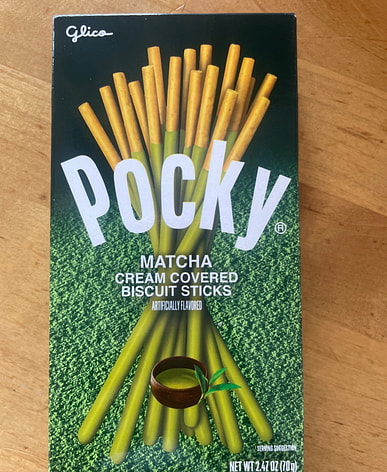 Glico
Pocky
®
MATCHA
CREAM COVERED
BISCUIT STICKS
ARTIFICIALLY FLAVORED
SERVING SUGGESTION
NET WT 2.47 OZ (70g)